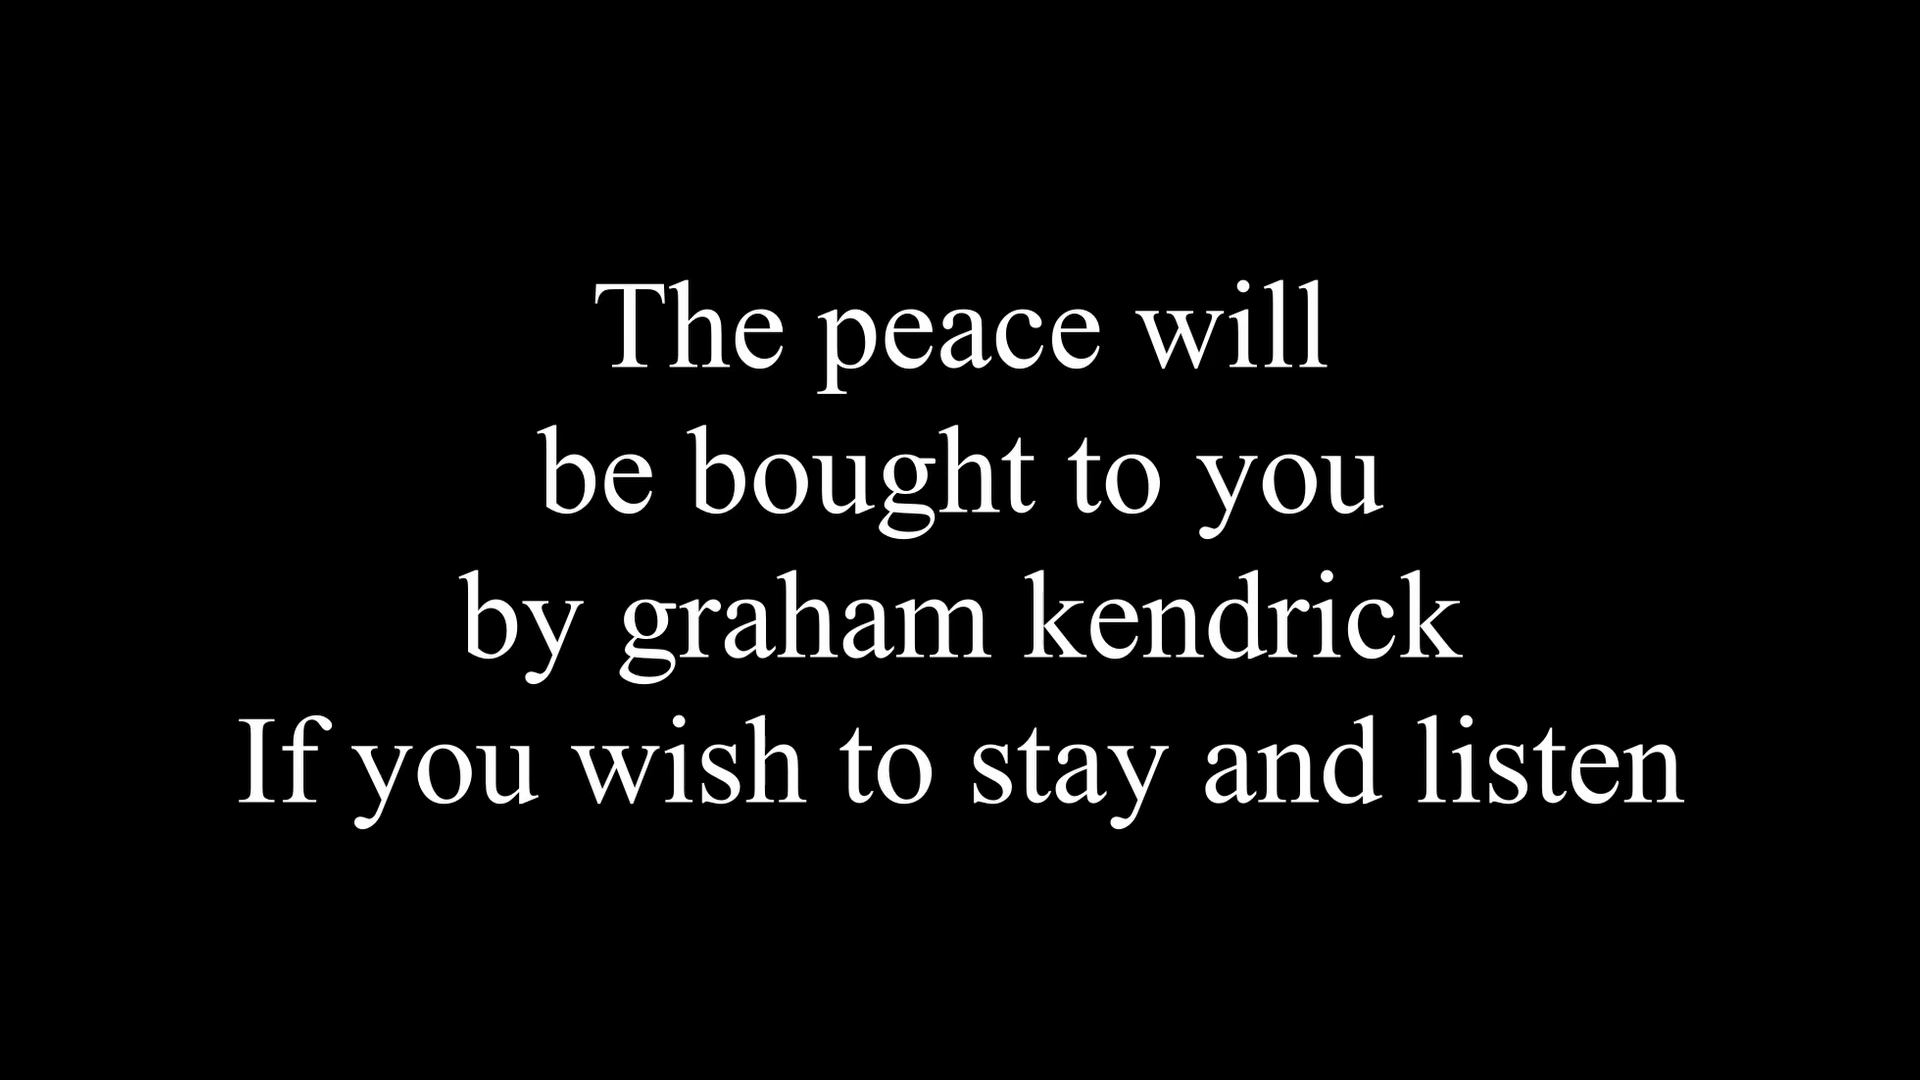 The peace will
be bought to you
by graham kendrick
If you wish to stay and listen